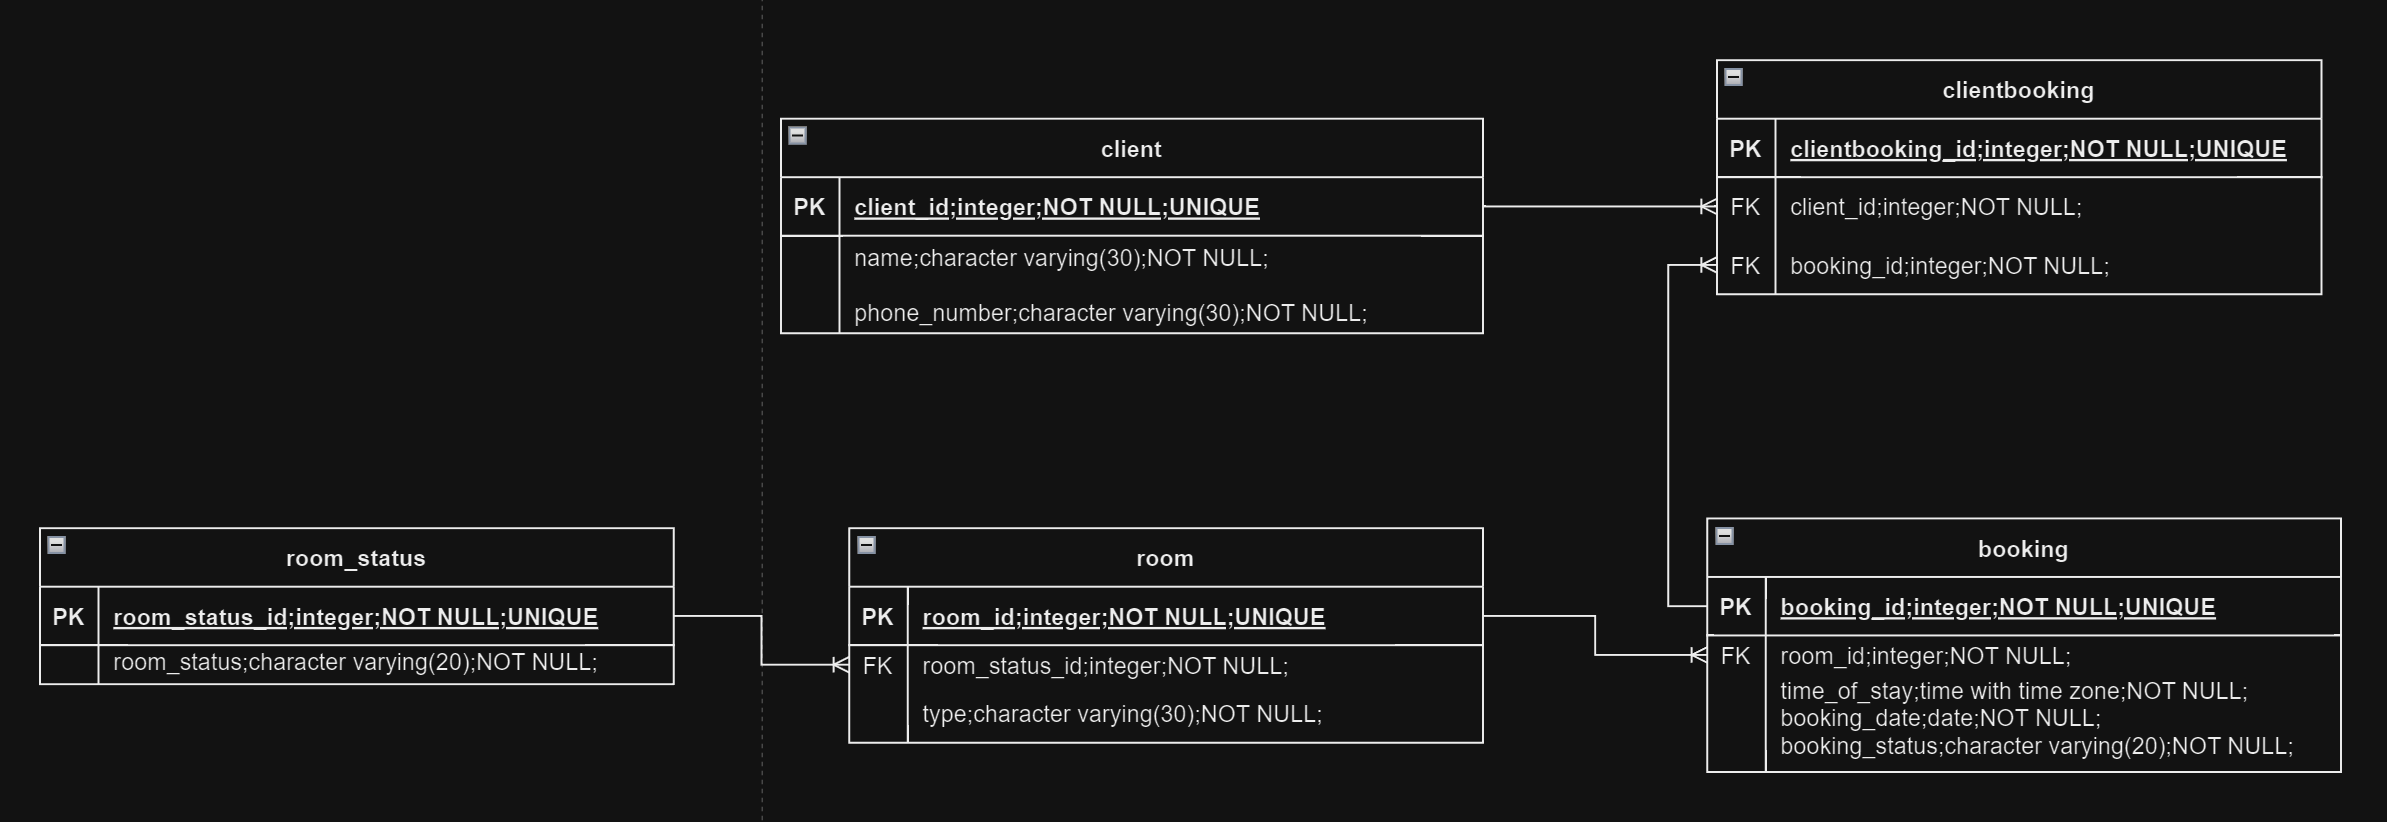 clientbooking
PK clientbooking_id;integer;NOT NULL;UNIQUE
FK client_id;integer;NOT NULL;
FK booking_id;integer;NOT NULL;
client
PK client_id;integer;NOT NULL;UNIQUE
name;character varying(30);NOT NULL;
phone_number;character varying(30);NOT NULL;
room_status
PK room_status_id;integer;NOT NULL;UNIQUE
room_status;character varying(20);NOT NULL;
room
PK room_id;integer;NOT NULL;UNIQUE
FK room_status_id;integer;NOT NULL;
type;character varying(30);NOT NULL;
booking
PK booking_id;integer;NOT NULL;UNIQUE
FK room_id;integer;NOT NULL;
time_of_stay;time with time zone;NOT NULL;
booking_date;date;NOT NULL;
booking_status;character varying(20);NOT NULL;